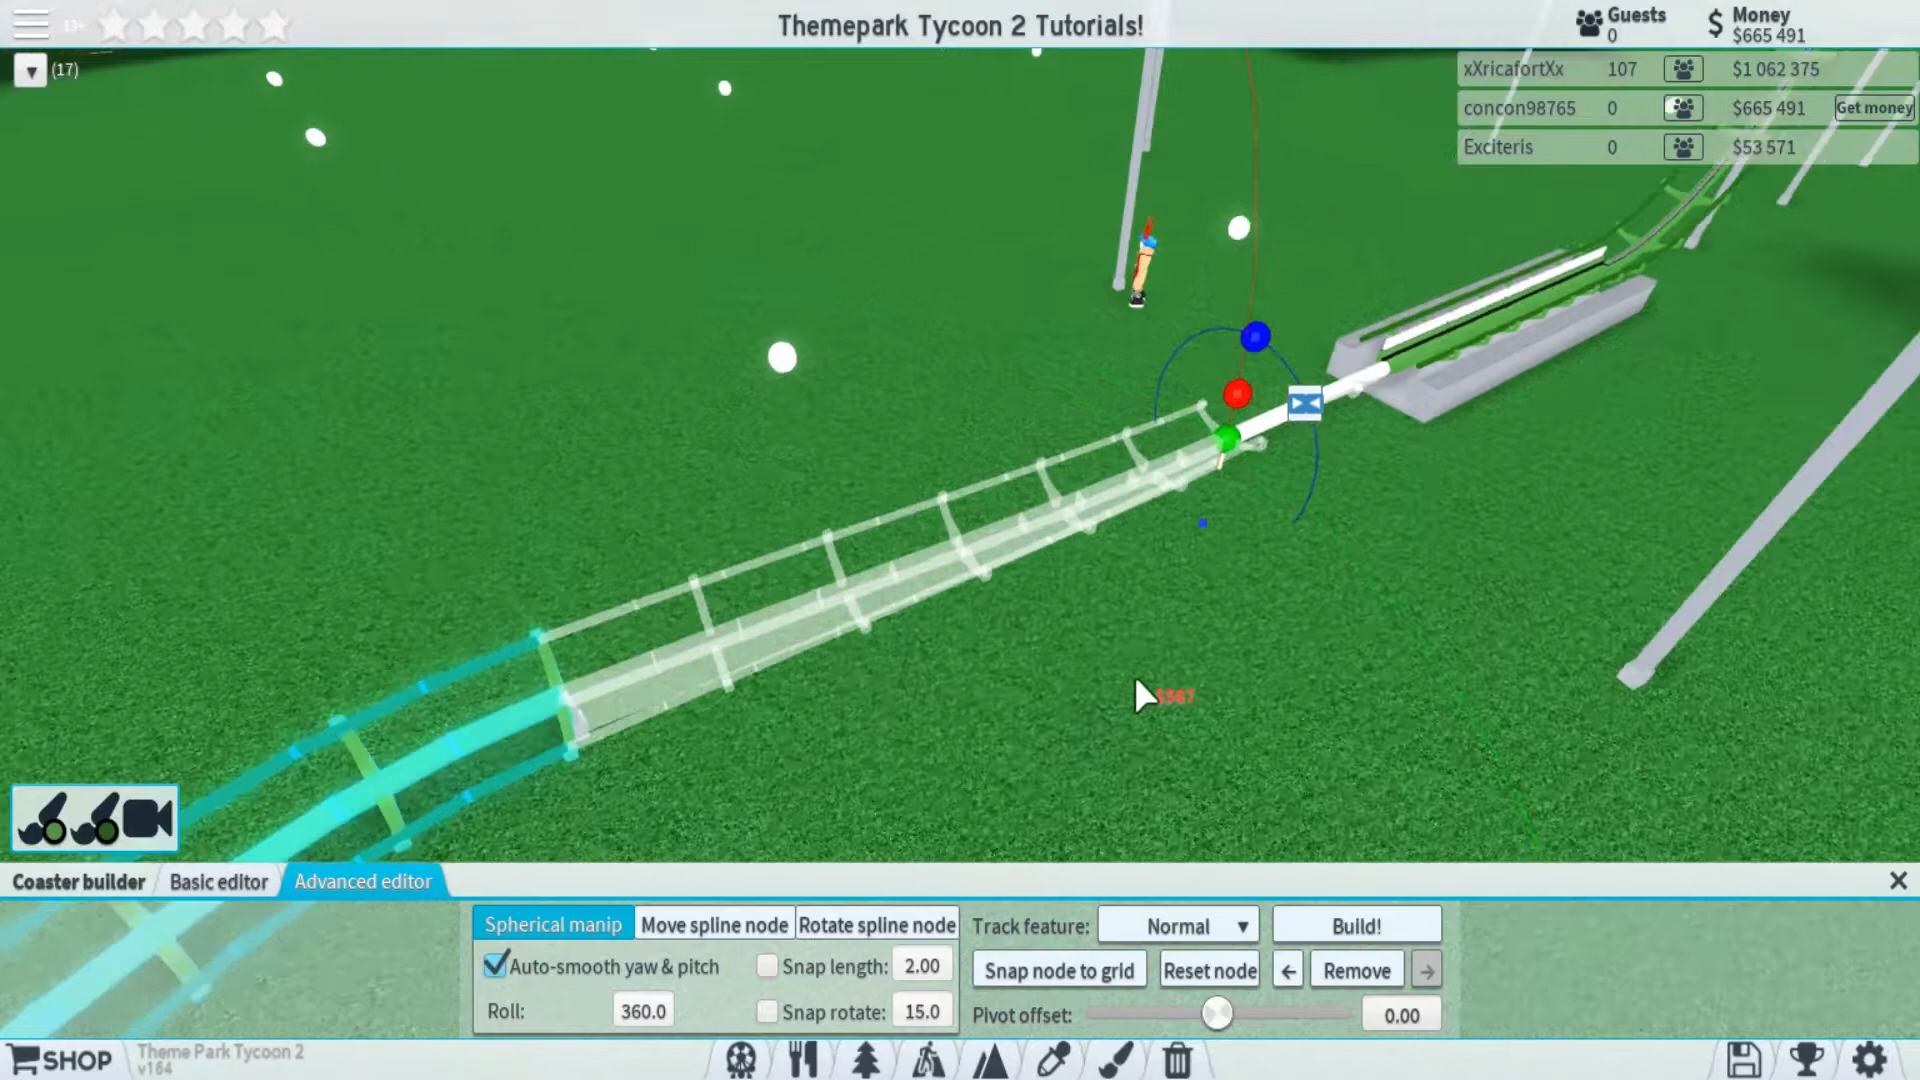 13+
Themepark Tycoon 2 Tutorials!
Guests
0
Money
$665 491
(17)
xXricafortXx 107 $1 062 375
concon98765 0 $665 491 Get money
Exciteris 0 $53 571
$567
Coaster builder Basic editor Advanced editor
Spherical manip Move spline node Rotate spline node
Track feature: Normal Build!
Auto-smooth yaw & pitch Snap length: 2.00
Snap node to grid Reset node Remove
Roll: 360.0 Snap rotate: 15.0
Pivot offset: 0.00
SHOP
Theme Park Tycoon 2
v164